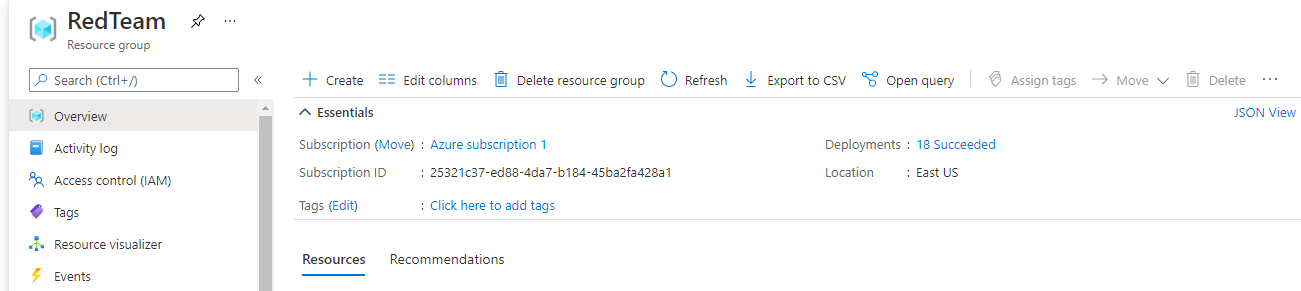 RedTeam
Resource group
Search (Ctrl+/)
Overview
Activity log
Access control (IAM)
Tags
Resource visualizer
Events
Create Edit columns Delete resource group Refresh Export to CSV Open query Assign tags Move Delete
Essentials JSON View
Subscription (Move) : Azure subscription 1 Deployments : 18 Succeeded
Subscription ID : 25321c37-ed88-4da7-b184-45ba2fa428a1 Location : East US
Tags (Edit) : Click here to add tags
Resources Recommendations